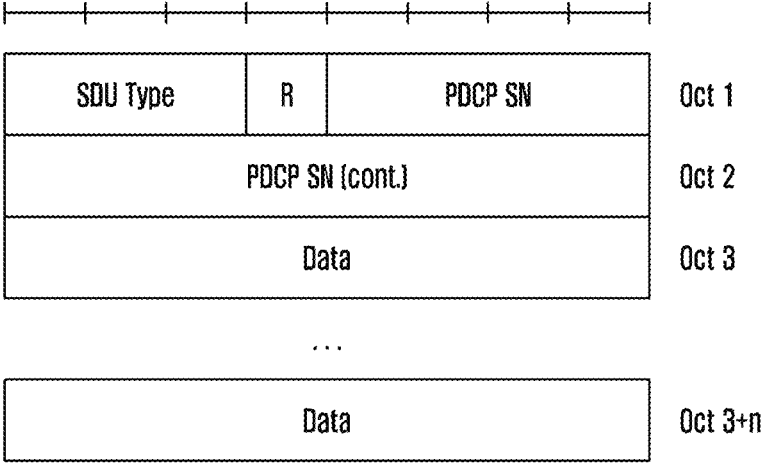 SDU Type R PDCP SN Oct 1
PDCP SN (cont.) Oct 2
Data Oct 3
...
Data Oct 3+n